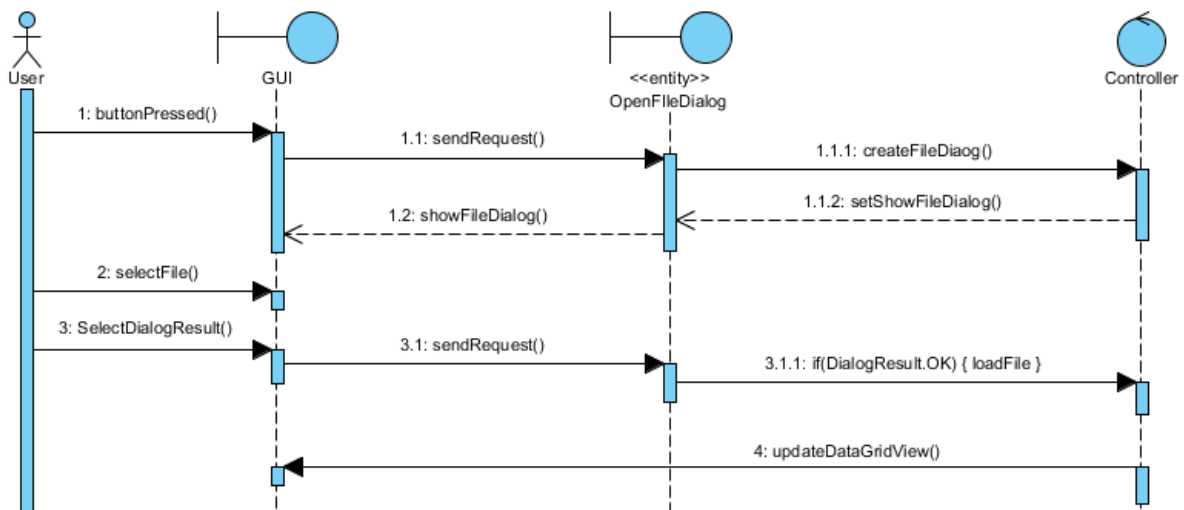 User
GUI
<<entity>>
OpenFIleDialog
Controller
1: buttonPressed()
1.1: sendRequest()
1.1.1: createFileDiaog()
1.1.2: setShowFileDialog()
1.2: showFileDialog()
2: selectFile()
3: SelectDialogResult()
3.1: sendRequest()
3.1.1: if(DialogResult.OK) { loadFile }
4: updateDataGridView()